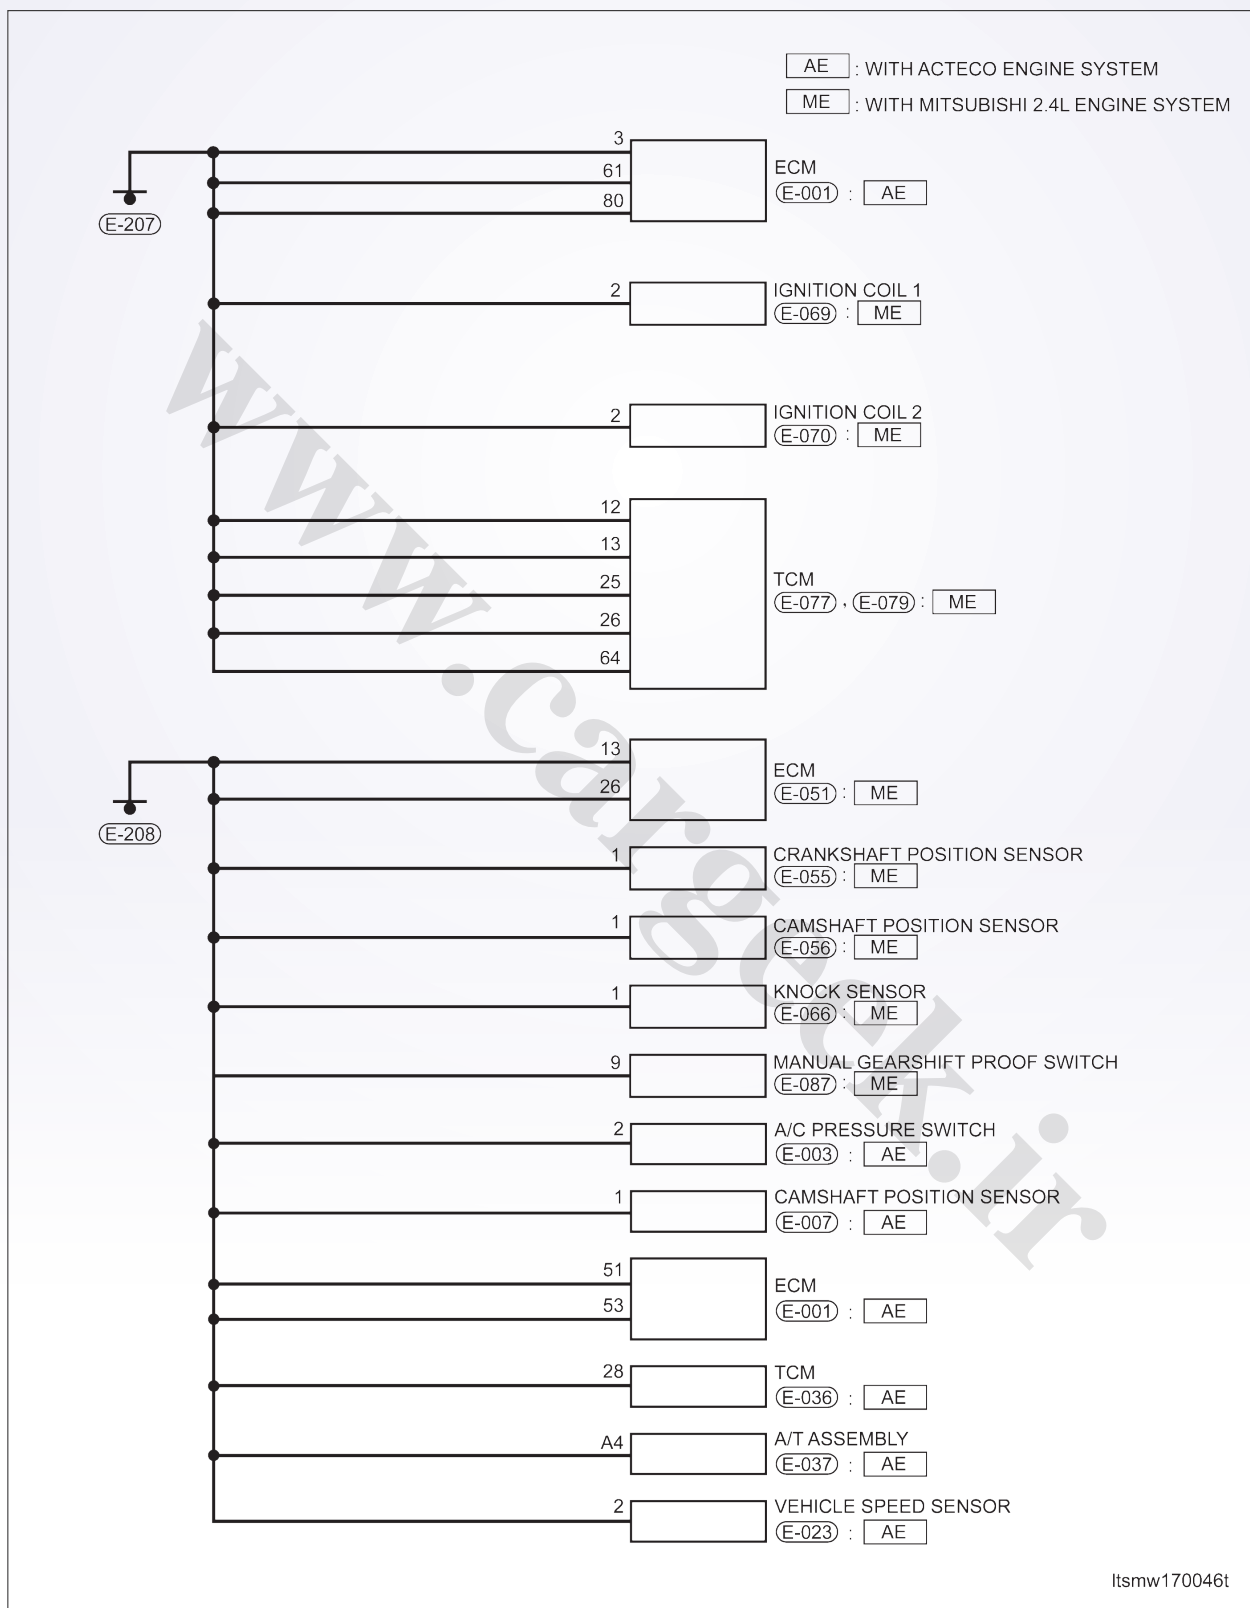 AE : WITH ACTECO ENGINE SYSTEM
ME : WITH MITSUBISHI 2.4L ENGINE SYSTEM
3
61
80
ECM
E-001 : AE
E-207
2
IGNITION COIL 1
E-069 : ME
2
IGNITION COIL 2
E-070 : ME
12
13
25
26
64
TCM
E-077 , E-079 : ME
13
26
ECM
E-051 : ME
E-208
1
CRANKSHAFT POSITION SENSOR
E-055 : ME
1
CAMSHAFT POSITION SENSOR
E-056 : ME
1
KNOCK SENSOR
E-066 : ME
9
MANUAL GEARSHIFT PROOF SWITCH
E-087 : ME
2
A/C PRESSURE SWITCH
E-003 : AE
1
CAMSHAFT POSITION SENSOR
E-007 : AE
51
53
ECM
E-001 : AE
28
TCM
E-036 : AE
A4
A/T ASSEMBLY
E-037 : AE
2
VEHICLE SPEED SENSOR
E-023 : AE
ltsmw170046t
www.cargeek.ir